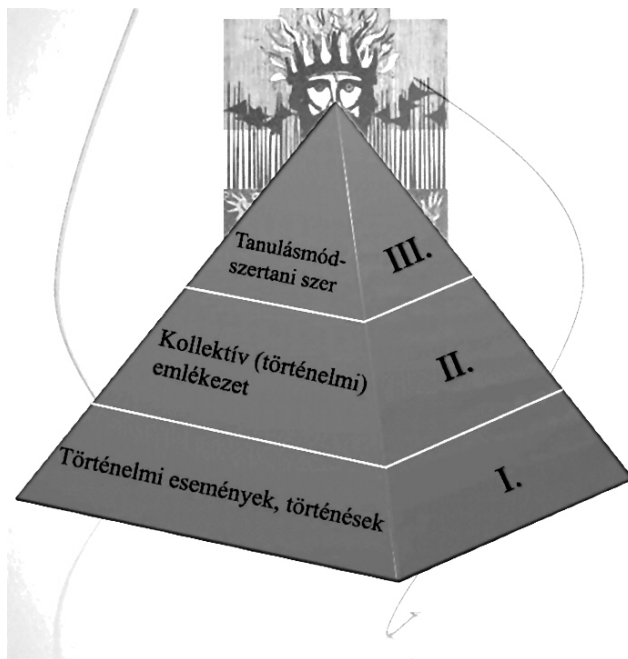 Tanulásmód-
szertani szer
III.
Kollektív (történelmi)
emlékezet
II.
Történelmi események, történések
I.